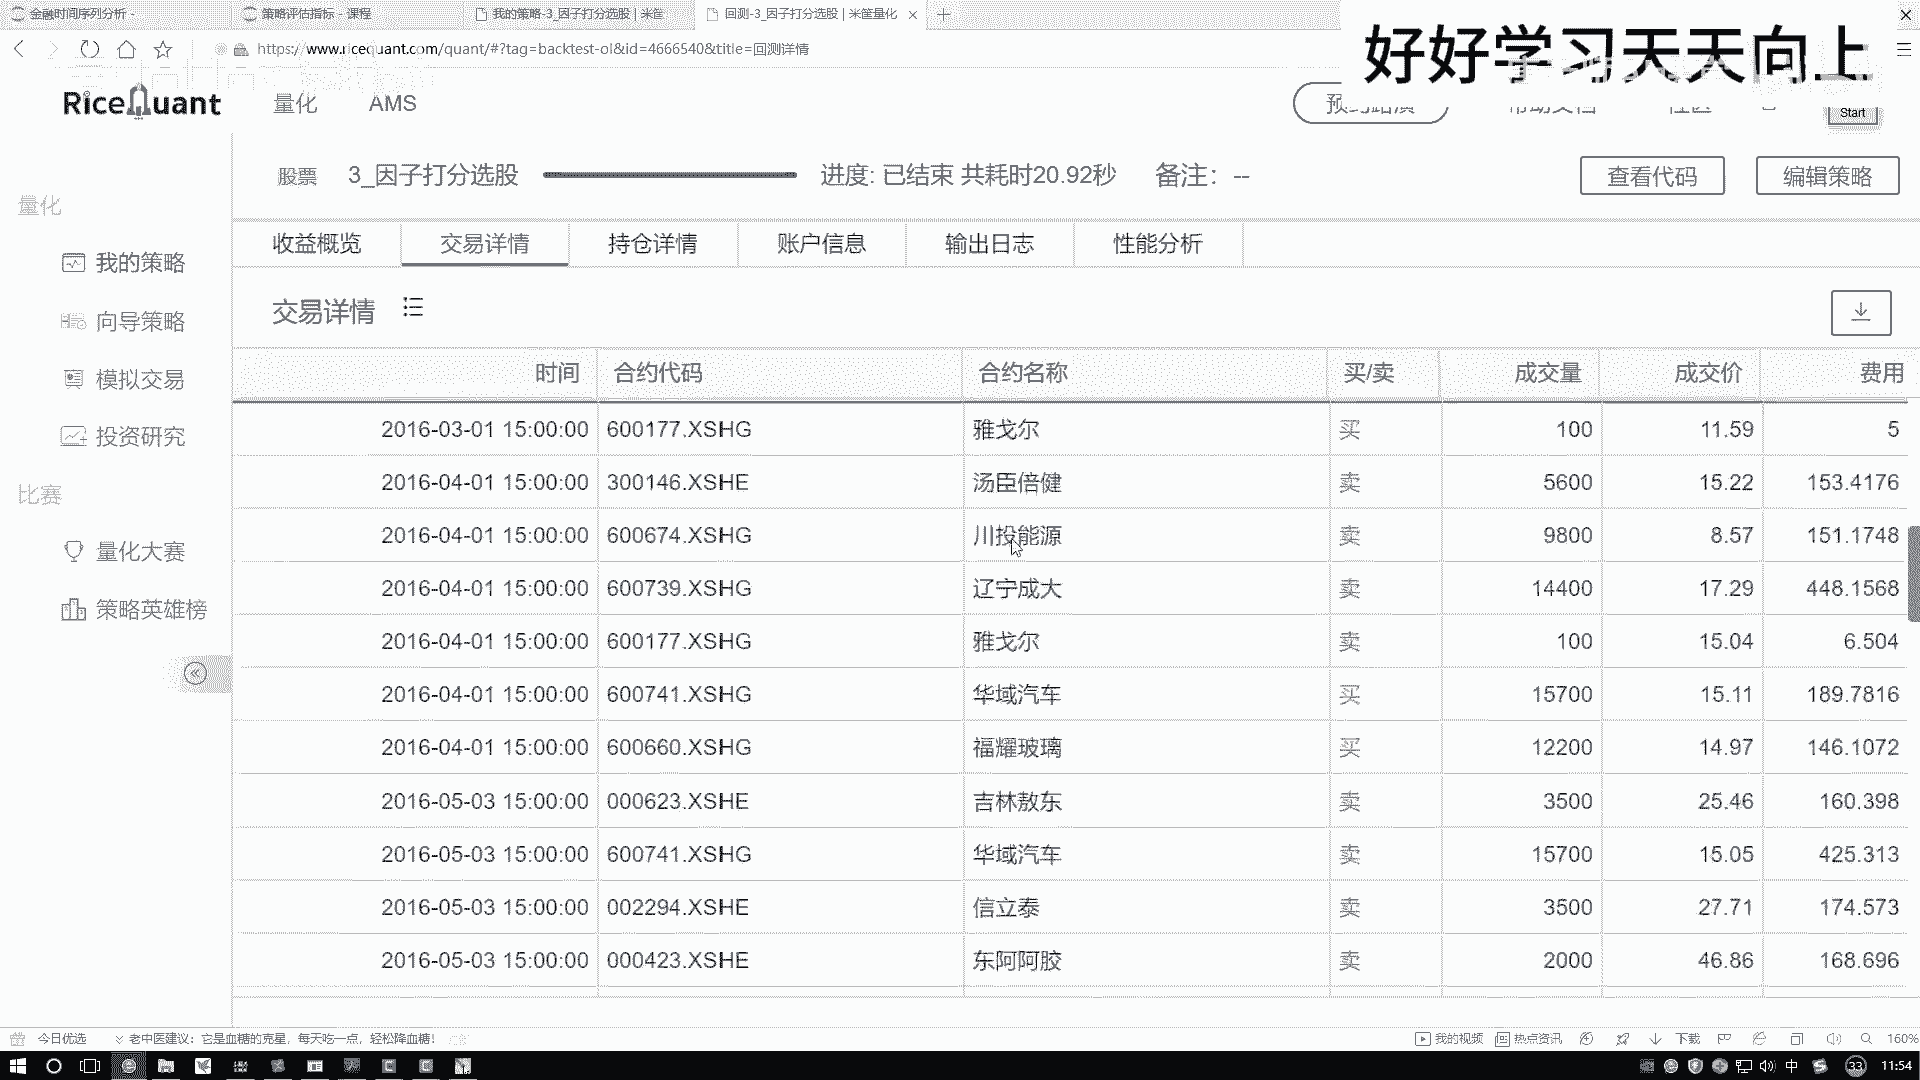 金融时间序列分析 -
策略评估指标 - 课程
我的策略-3_因子打分选股 | 米筐
回测-3_因子打分选股 | 米筐量化
https://www.ricequant.com/quant/#?tag=backtest-ol&id=4666540&title=回测详情
好好学习天天向上
RiceQuant
量化
AMS
Start
股票
3_因子打分选股
进度: 已结束 共耗时20.92秒
备注: --
查看代码
编辑策略
量化
我的策略
向导策略
模拟交易
投资研究
比赛
量化大赛
策略英雄榜
收益概览
交易详情
持仓详情
账户信息
输出日志
性能分析
交易详情
时间 合约代码 合约名称 买/卖 成交量 成交价 费用
2016-03-01 15:00:00 600177.XSHG 雅戈尔 买 100 11.59 5
2016-04-01 15:00:00 300146.XSHE 汤臣倍健 卖 5600 15.22 153.4176
2016-04-01 15:00:00 600674.XSHG 川投能源 卖 9800 8.57 151.1748
2016-04-01 15:00:00 600739.XSHG 辽宁成大 卖 14400 17.29 448.1568
2016-04-01 15:00:00 600177.XSHG 雅戈尔 卖 100 15.04 6.504
2016-04-01 15:00:00 600741.XSHG 华域汽车 买 15700 15.11 189.7816
2016-04-01 15:00:00 600660.XSHG 福耀玻璃 买 12200 14.97 146.1072
2016-05-03 15:00:00 000623.XSHE 吉林敖东 卖 3500 25.46 160.398
2016-05-03 15:00:00 600741.XSHG 华域汽车 卖 15700 15.05 425.313
2016-05-03 15:00:00 002294.XSHE 信立泰 卖 3500 27.71 174.573
2016-05-03 15:00:00 000423.XSHE 东阿阿胶 卖 2000 46.86 168.696
今日优选
老中医建议：它是血糖的克星，每天吃一点，轻松降血糖！
我的视频
热点资讯
下载
160%
中
33
11:54